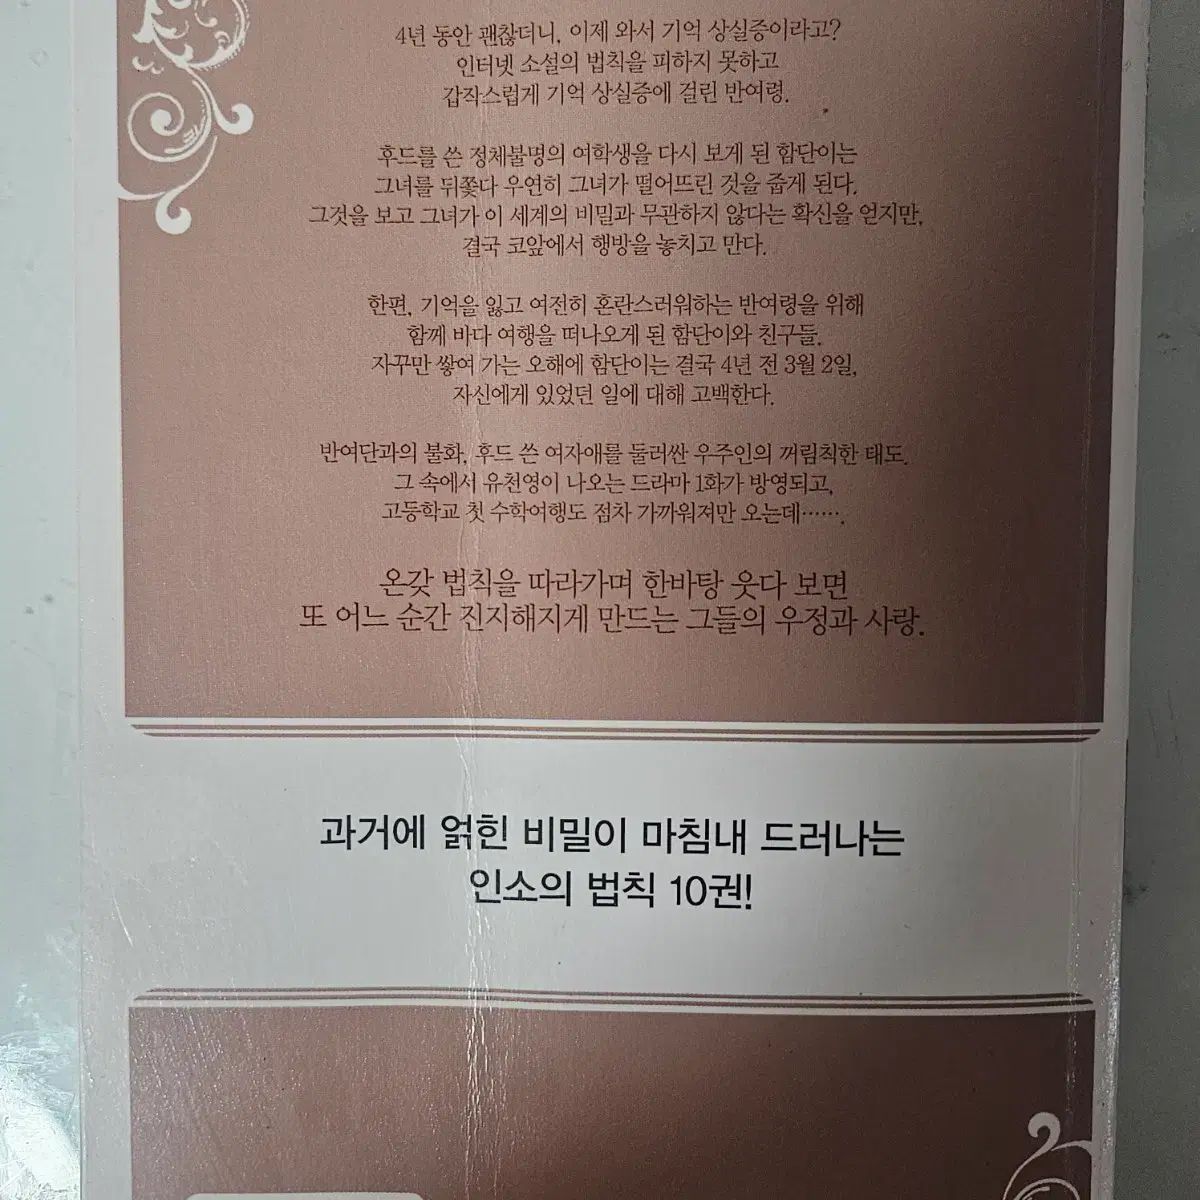 4년 동안 괜찮더니, 이제 와서 기억 상실증이라고?
인터넷 소설의 법칙을 피하지 못하고
갑작스럽게 기억 상실증에 걸린 반여령.
후드를 쓴 정체불명의 여학생을 다시 보게 된 함단이는
그녀를 뒤쫓다 우연히 그녀가 떨어뜨린 것을 줍게 된다.
그것을 보고 그녀가 이 세계의 비밀과 무관하지 않다는 확신을 얻지만,
결국 코앞에서 행방을 놓치고 만다.
한편, 기억을 잃고 여전히 혼란스러워하는 반여령을 위해
함께 바다 여행을 떠나오게 된 함단이와 친구들.
자꾸만 쌓여 가는 오해에 함단이는 결국 4년 전 3월 2일,
자신에게 있었던 일에 대해 고백한다.
반여단과의 불화, 후드 쓴 여자애를 둘러싼 우주인의 꺼림칙한 태도.
그 속에서 유천영이 나오는 드라마 1화가 방영되고,
고등학교 첫 수학여행도 점차 가까워져만 오는데…….
온갖 법칙을 따라가며 한바탕 웃다 보면
또 어느 순간 진지해지게 만드는 그들의 우정과 사랑.
과거에 얽힌 비밀이 마침내 드러나는
인소의 법칙 10권!